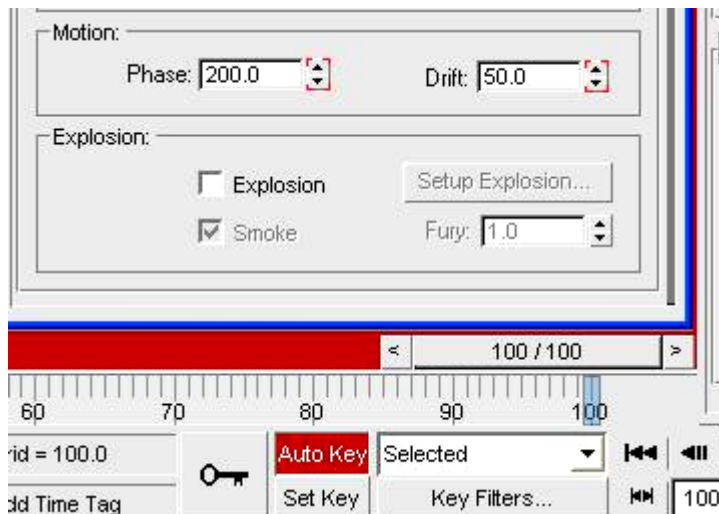 Motion:
Phase: 200.0 Drift: 50.0
Explosion:
Explosion Setup Explosion...
Smoke Fury: 1.0
< 100 / 100 >
60 70 80 90 100
rid = 100.0 Auto Key Selected
dd Time Tag Set Key Key Filters... 100